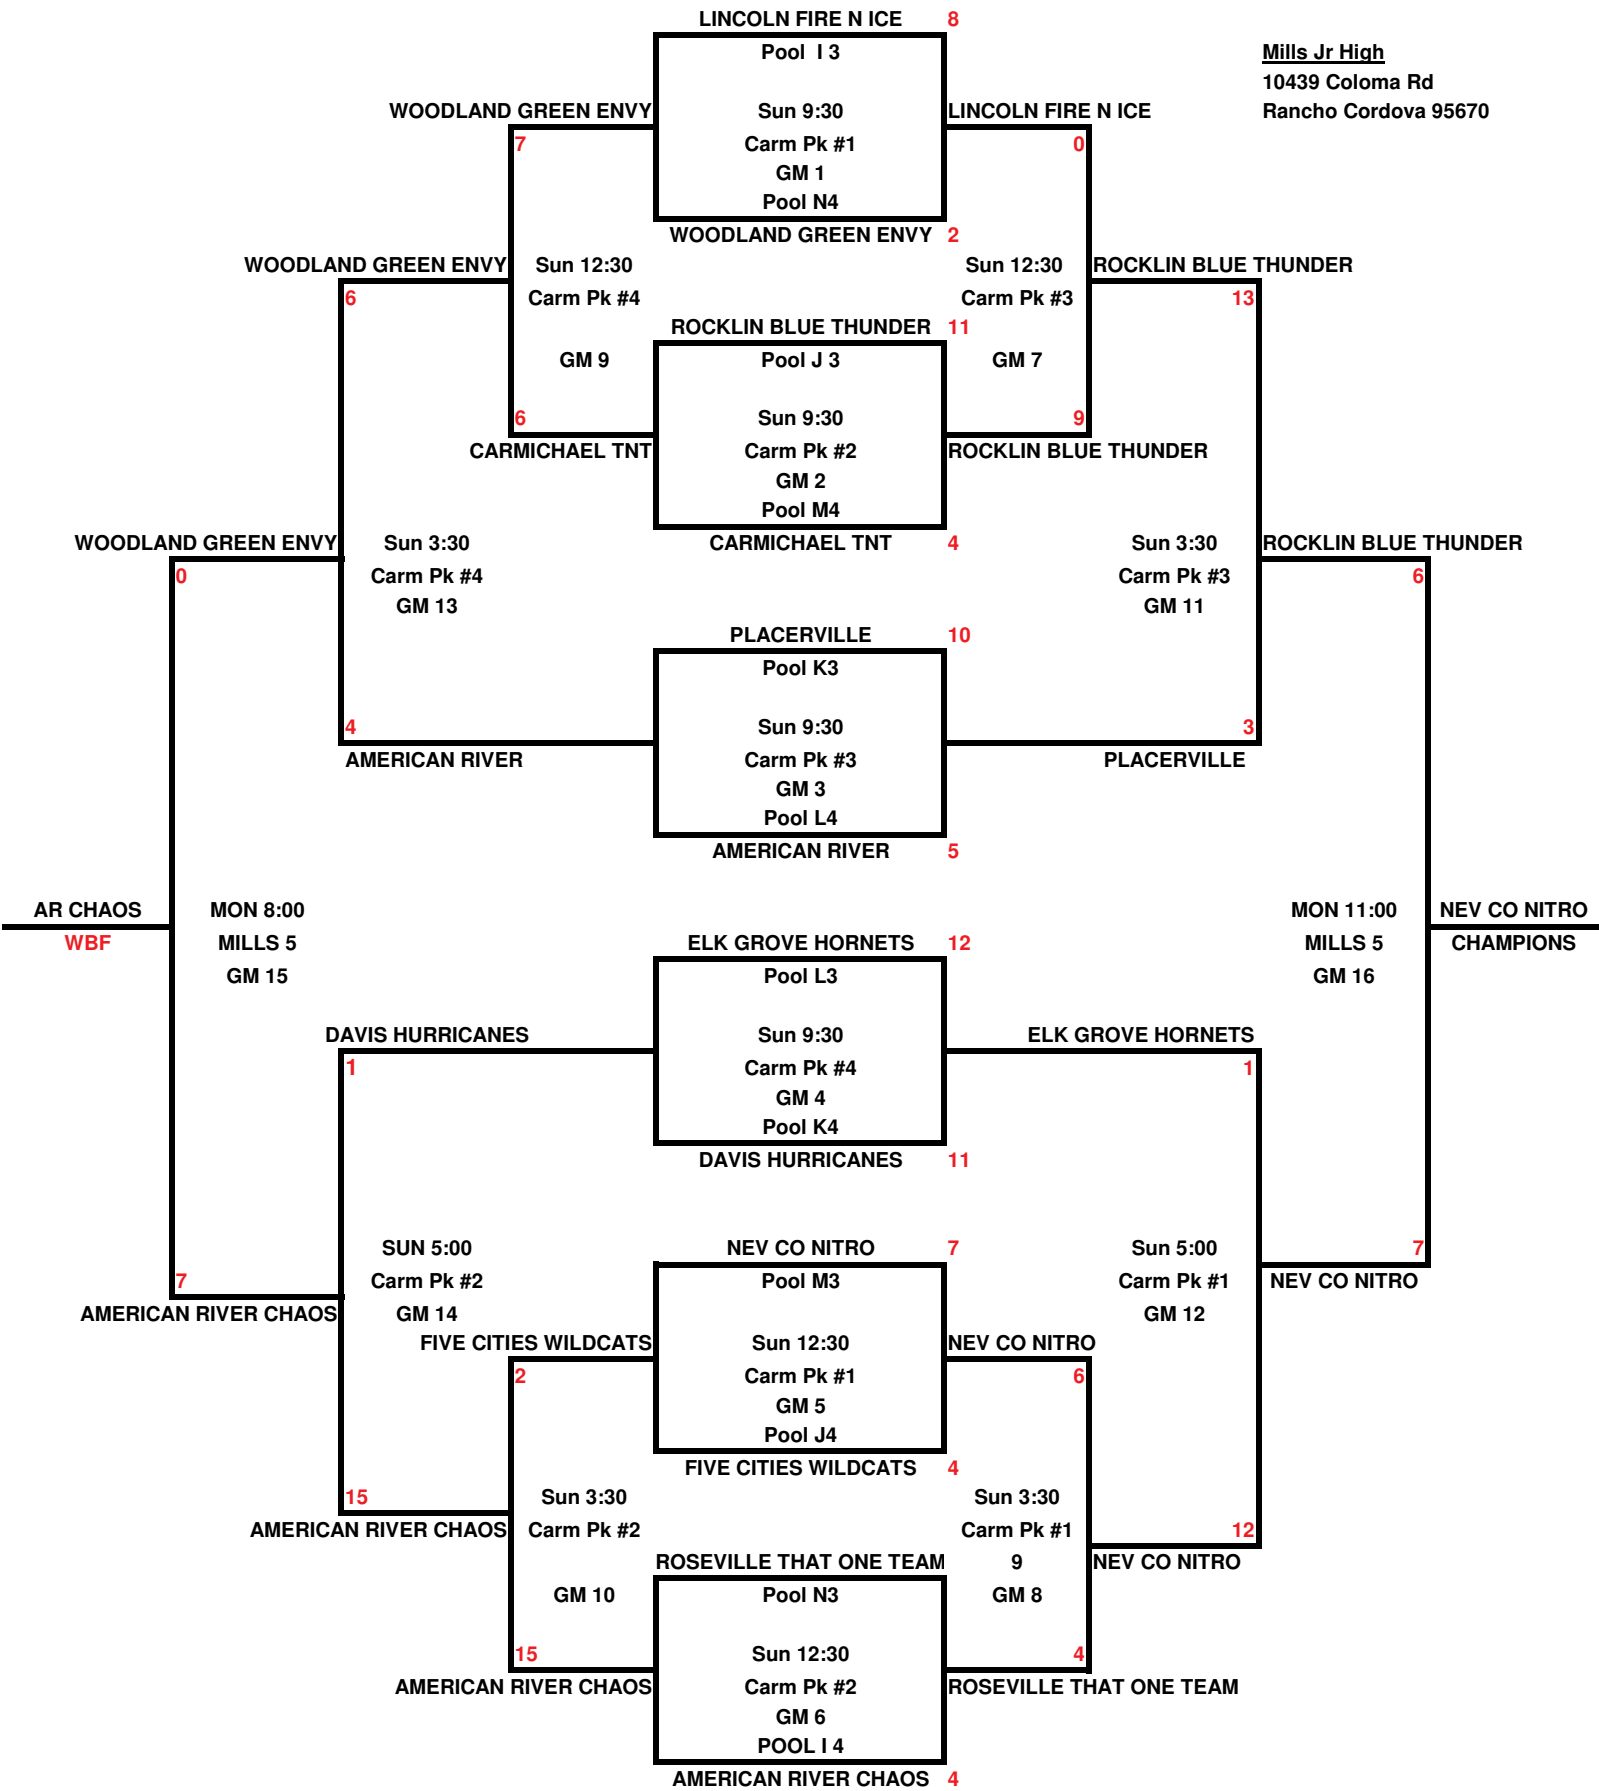 LINCOLN FIRE N ICE 8
Pool I 3
Mills Jr High
10439 Coloma Rd
WOODLAND GREEN ENVY Sun 9:30 LINCOLN FIRE N ICE Rancho Cordova 95670
7 Carm Pk #1 0
GM 1
Pool N4
WOODLAND GREEN ENVY 2
WOODLAND GREEN ENVY Sun 12:30 Sun 12:30 ROCKLIN BLUE THUNDER
6 Carm Pk #4 Carm Pk #3 13
ROCKLIN BLUE THUNDER 11
GM 9 Pool J 3 GM 7
6 Sun 9:30 9
CARMICHAEL TNT Carm Pk #2 ROCKLIN BLUE THUNDER
GM 2
Pool M4
WOODLAND GREEN ENVY Sun 3:30 CARMICHAEL TNT 4 Sun 3:30 ROCKLIN BLUE THUNDER
0 Carm Pk #4 Carm Pk #3 6
GM 13 GM 11
PLACERVILLE 10
Pool K3
4 Sun 9:30 3
AMERICAN RIVER Carm Pk #3 PLACERVILLE
GM 3
Pool L4
AMERICAN RIVER 5
AR CHAOS MON 8:00 MON 11:00 NEV CO NITRO
WBF MILLS 5 ELK GROVE HORNETS 12 MILLS 5 CHAMPIONS
GM 15 Pool L3 GM 16
DAVIS HURRICANES Sun 9:30 ELK GROVE HORNETS
1 Carm Pk #4 1
GM 4
Pool K4
DAVIS HURRICANES 11
SUN 5:00 NEV CO NITRO 7 Sun 5:00 7
7 Carm Pk #2 Pool M3 Carm Pk #1 NEV CO NITRO
AMERICAN RIVER CHAOS GM 14 GM 12
FIVE CITIES WILDCATS Sun 12:30 NEV CO NITRO
2 Carm Pk #1 6
GM 5
Pool J4
FIVE CITIES WILDCATS 4
15 Sun 3:30 Sun 3:30
AMERICAN RIVER CHAOS Carm Pk #2 Carm Pk #1 12
ROSEVILLE THAT ONE TEAM 9 NEV CO NITRO
GM 10 Pool N3 GM 8
15 Sun 12:30 4
AMERICAN RIVER CHAOS Carm Pk #2 ROSEVILLE THAT ONE TEAM
GM 6
POOL I 4
AMERICAN RIVER CHAOS 4